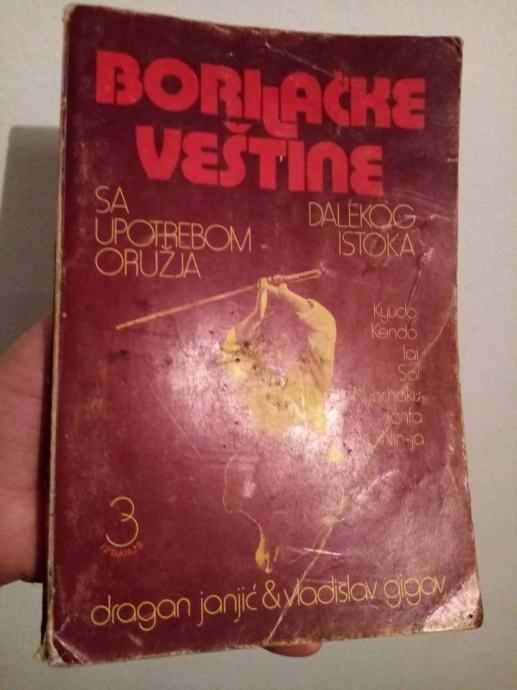 BORILAČKE
VEŠTINE
SA
UPOTREBOM
ORUŽJA
DALEKOG
ISTOKA
Kyudo
Kendo
Iai
Sai
Nunchaku
Tonfa
Nin-ja
3
IZDANJE
dragan janjić & vladislav gigov